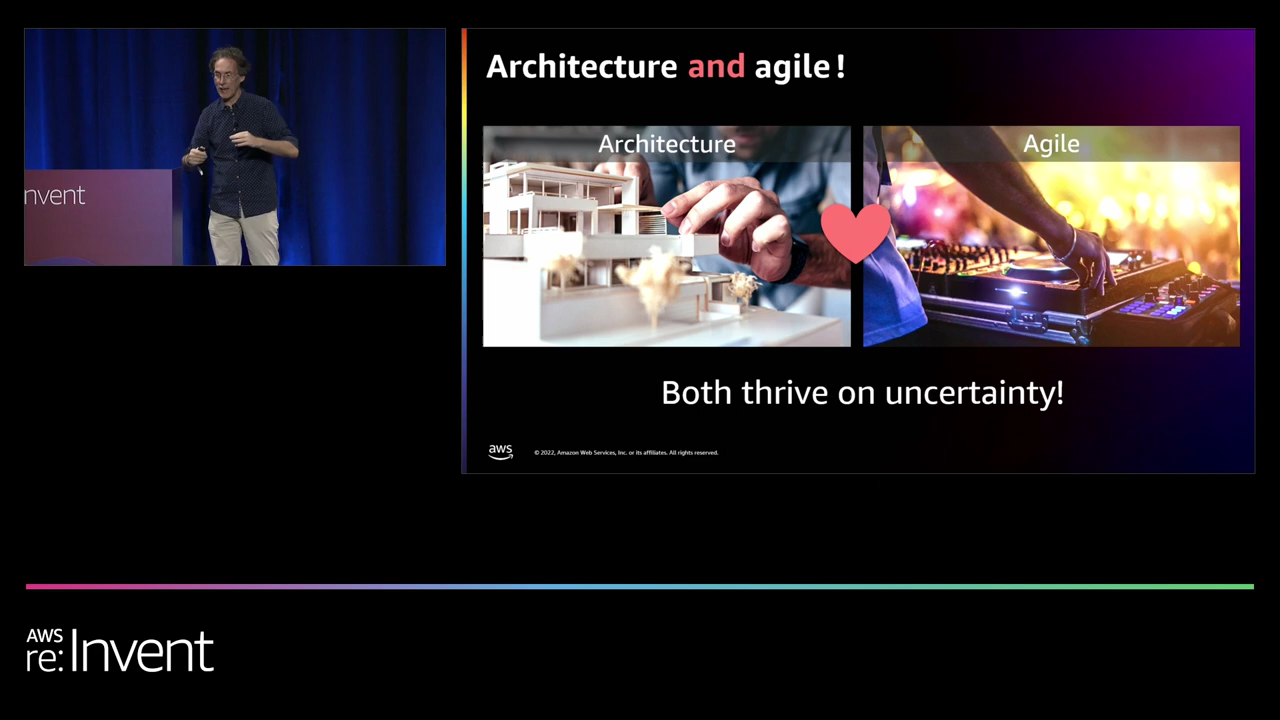 nvent
Architecture and agile!
Architecture
Agile
Both thrive on uncertainty!
aws
© 2022, Amazon Web Services, Inc. or its affiliates. All rights reserved.
AWS
re:Invent